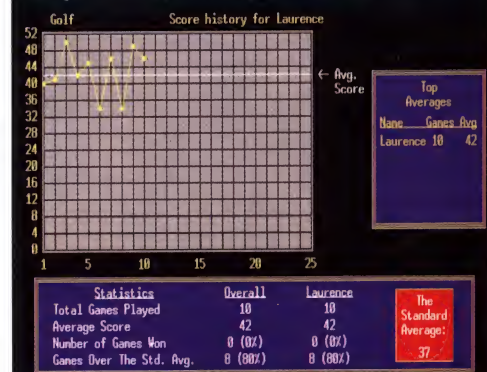 Golf Score history for Laurence
52
48
44
40
36
32
28
24
20
16
12
8
4
0
1 5 10 15 20 25
← Avg.
Score
Top
Averages
Name Games Avg
Laurence 10 42
Statistics Overall Laurence
Total Games Played 10 10
Average Score 42 42
Number of Games Won 0 (0%) 0 (0%)
Games Over The Std. Avg. 8 (80%) 8 (80%)
The
Standard
Average:
37